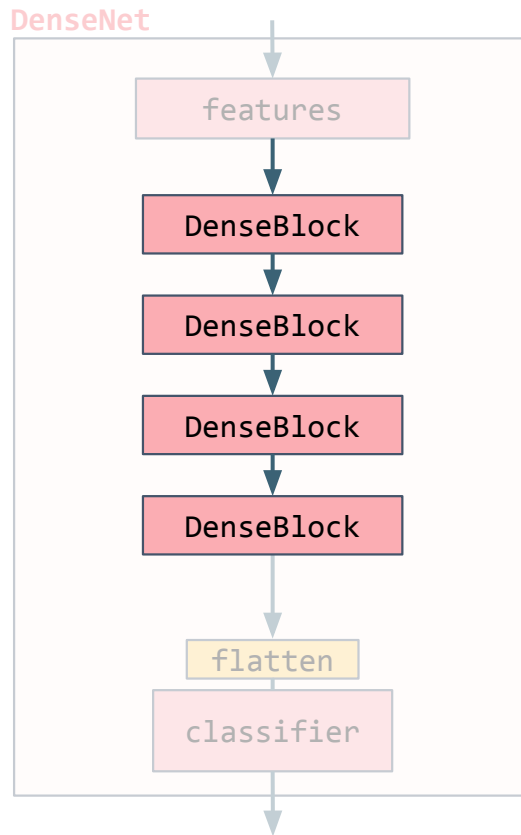 DenseNet
features
DenseBlock
DenseBlock
DenseBlock
DenseBlock
flatten
classifier